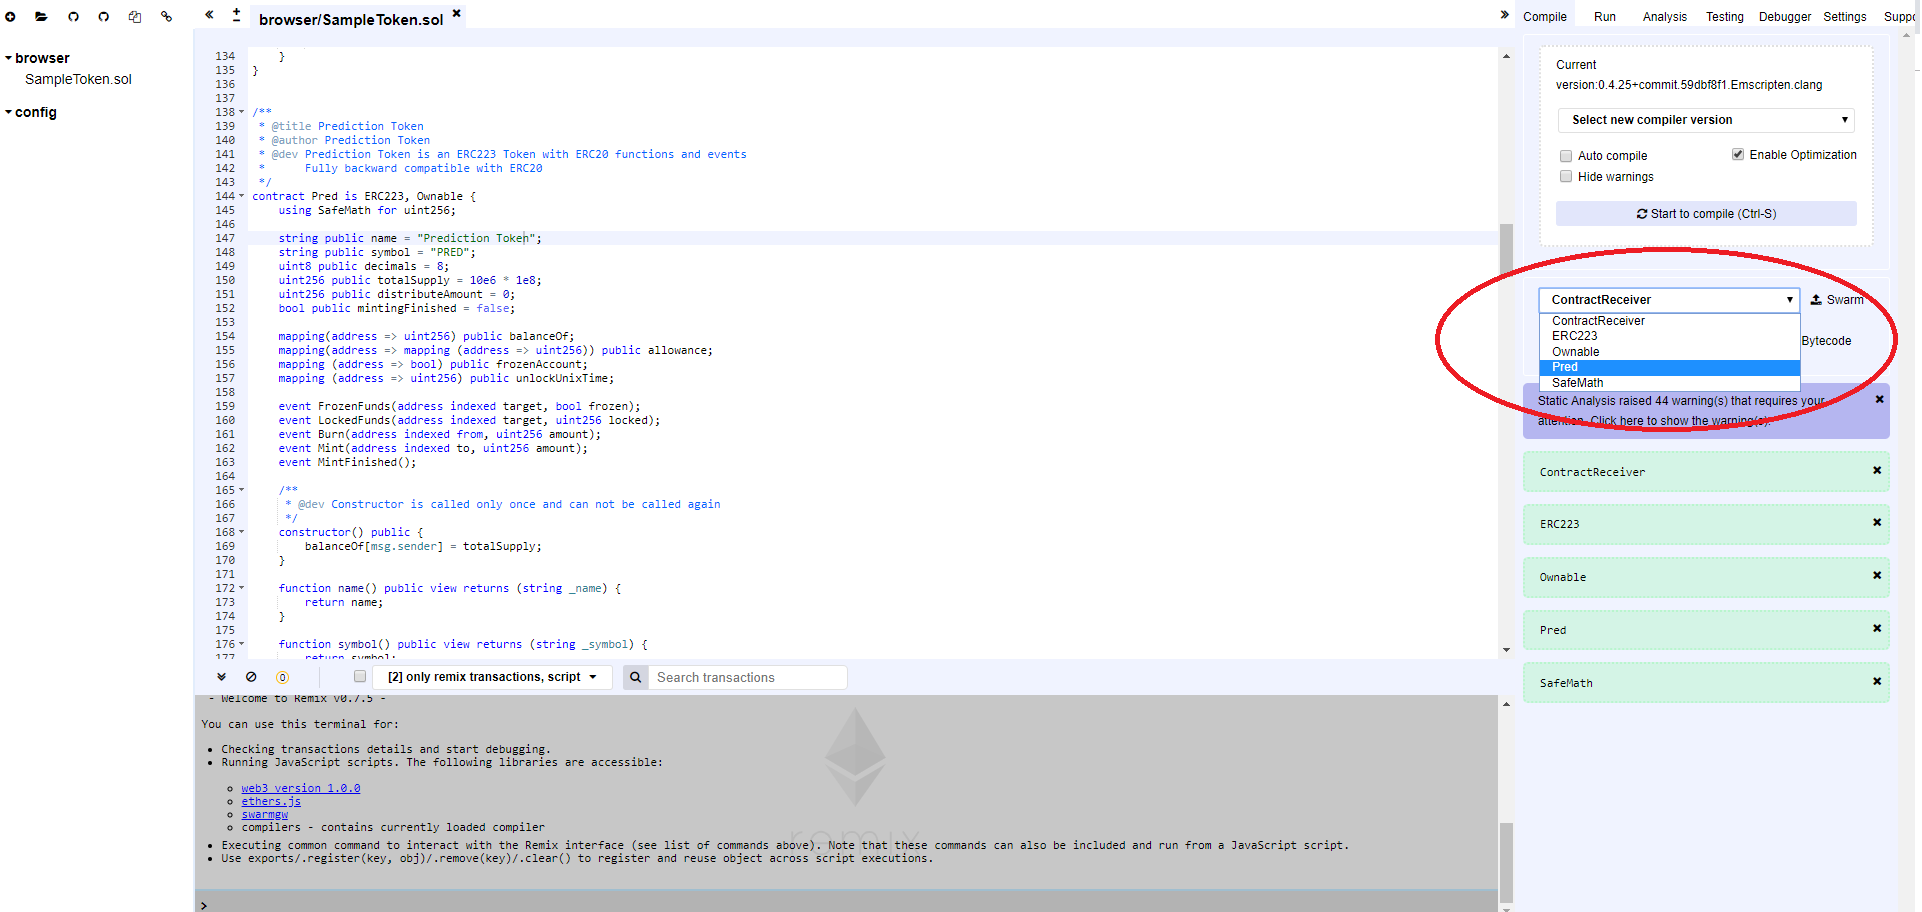 browser/SampleToken.sol
browser
SampleToken.sol
config
134 }
135 }
136
137
138 /**
139 * @title Prediction Token
140 * @author Prediction Token
141 * @dev Prediction Token is an ERC223 Token with ERC20 functions and events
142 * Fully backward compatible with ERC20
143 */
144 contract Pred is ERC223, Ownable {
145 using SafeMath for uint256;
146
147 string public name = "Prediction Token";
148 string public symbol = "PRED";
149 uint8 public decimals = 8;
150 uint256 public totalSupply = 10e6 * 1e8;
151 uint256 public distributeAmount = 0;
152 bool public mintingFinished = false;
153
154 mapping(address => uint256) public balanceOf;
155 mapping(address => mapping (address => uint256)) public allowance;
156 mapping (address => bool) public frozenAccount;
157 mapping (address => uint256) public unlockUnixTime;
158
159 event FrozenFunds(address indexed target, bool frozen);
160 event LockedFunds(address indexed target, uint256 locked);
161 event Burn(address indexed from, uint256 amount);
162 event Mint(address indexed to, uint256 amount);
163 event MintFinished();
164
165 /**
166 * @dev Constructor is called only once and can not be called again
167 */
168 constructor() public {
169 balanceOf[msg.sender] = totalSupply;
170 }
171
172 function name() public view returns (string _name) {
173 return name;
174 }
175
176 function symbol() public view returns (string _symbol) {
177 return symbol;
0
[2] only remix transactions, script
Search transactions
- Welcome to Remix v0.7.5 -
You can use this terminal for:
Checking transactions details and start debugging.
Running JavaScript scripts. The following libraries are accessible:
web3 version 1.0.0
ethers.js
swarmgw
compilers - contains currently loaded compiler
remix
Executing common command to interact with the Remix interface (see list of commands above). Note that these commands can also be included and run from a JavaScript script.
Use exports/.register(key, obj)/.remove(key)/.clear() to register and reuse object across script executions.
>
Compile Run Analysis Testing Debugger Settings Suppo
Current
version:0.4.25+commit.59dbf8f1.Emscripten.clang
Select new compiler version
Auto compile Enable Optimization
Hide warnings
Start to compile (Ctrl-S)
ContractReceiver Swarm
ContractReceiver
ERC223
Ownable
Bytecode
Pred
SafeMath
Static Analysis raised 44 warning(s) that requires your
attention. Click here to show the warning(s).
ContractReceiver
ERC223
Ownable
Pred
SafeMath